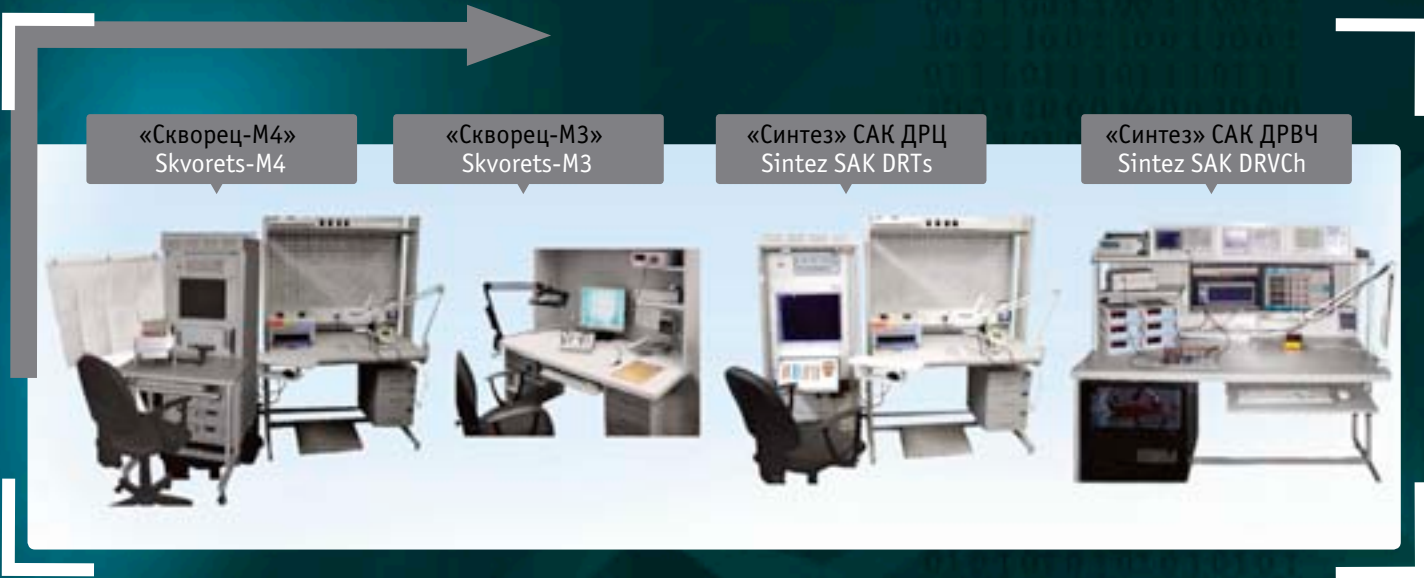 «Скворец-М4»
Skvorets-M4
«Скворец-М3»
Skvorets-M3
«Синтез» САК ДРЦ
Sintez SAK DRTs
«Синтез» САК ДРВЧ
Sintez SAK DRVCh